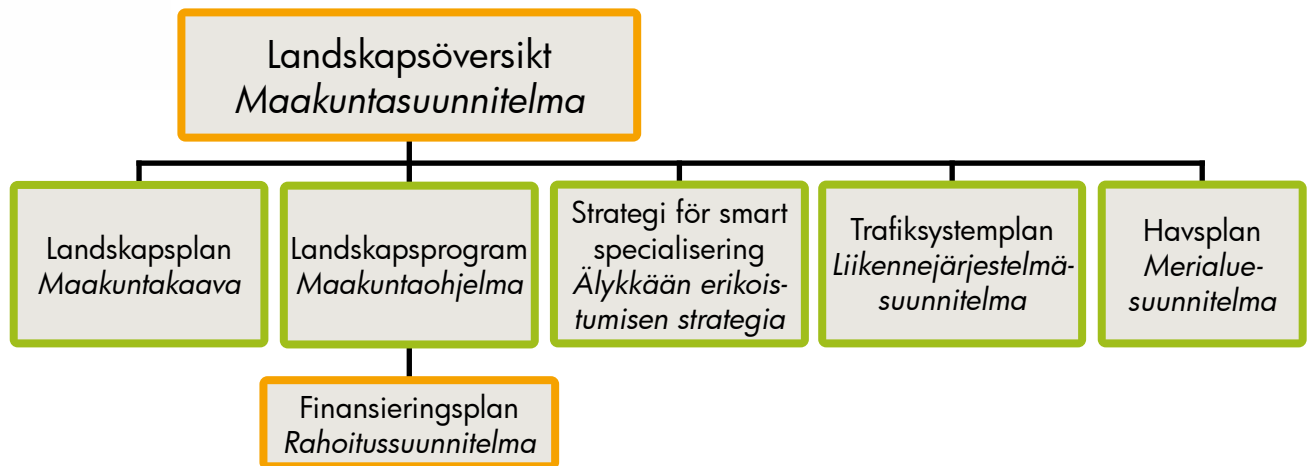 Landskapsöversikt
Maakuntasuunnitelma
Landskapsplan
Maakuntakaava
Landskapsprogram
Maakuntaohjelma
Strategi för smart
specialisering
Älykkään erikois-
tumisen strategia
Trafiksystemplan
Liikennejärjestelmä-
suunnitelma
Havsplan
Merialue-
suunnitelma
Finansieringsplan
Rahoitussuunnitelma